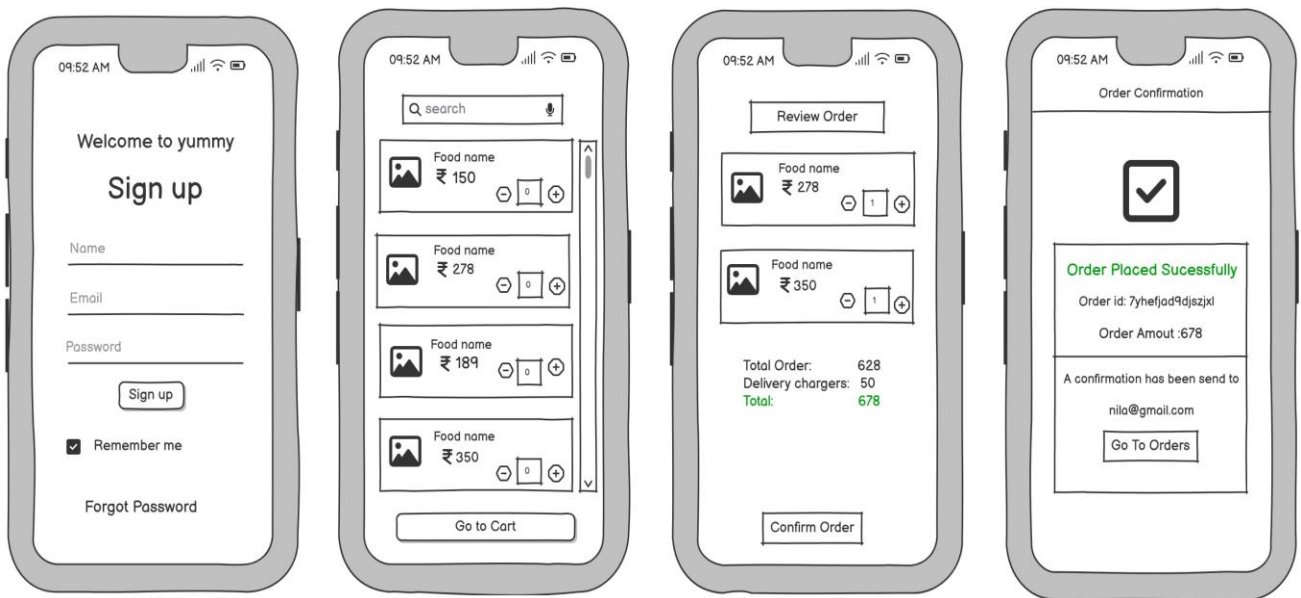 09:52 AM
Welcome to yummy
Sign up
Name
Email
Password
Sign up
Remember me
Forgot Password
09:52 AM
search
Food name
₹ 150
0
Food name
₹ 278
0
Food name
₹ 189
0
Food name
₹ 350
0
Go to Cart
09:52 AM
Review Order
Food name
₹ 278
1
Food name
₹ 350
1
Total Order: 628
Delivery chargers: 50
Total: 678
Confirm Order
09:52 AM
Order Confirmation
Order Placed Sucessfully
Order id: 7yhefjad9djszjxl
Order Amout :678
A confirmation has been send to
nila@gmail.com
Go To Orders